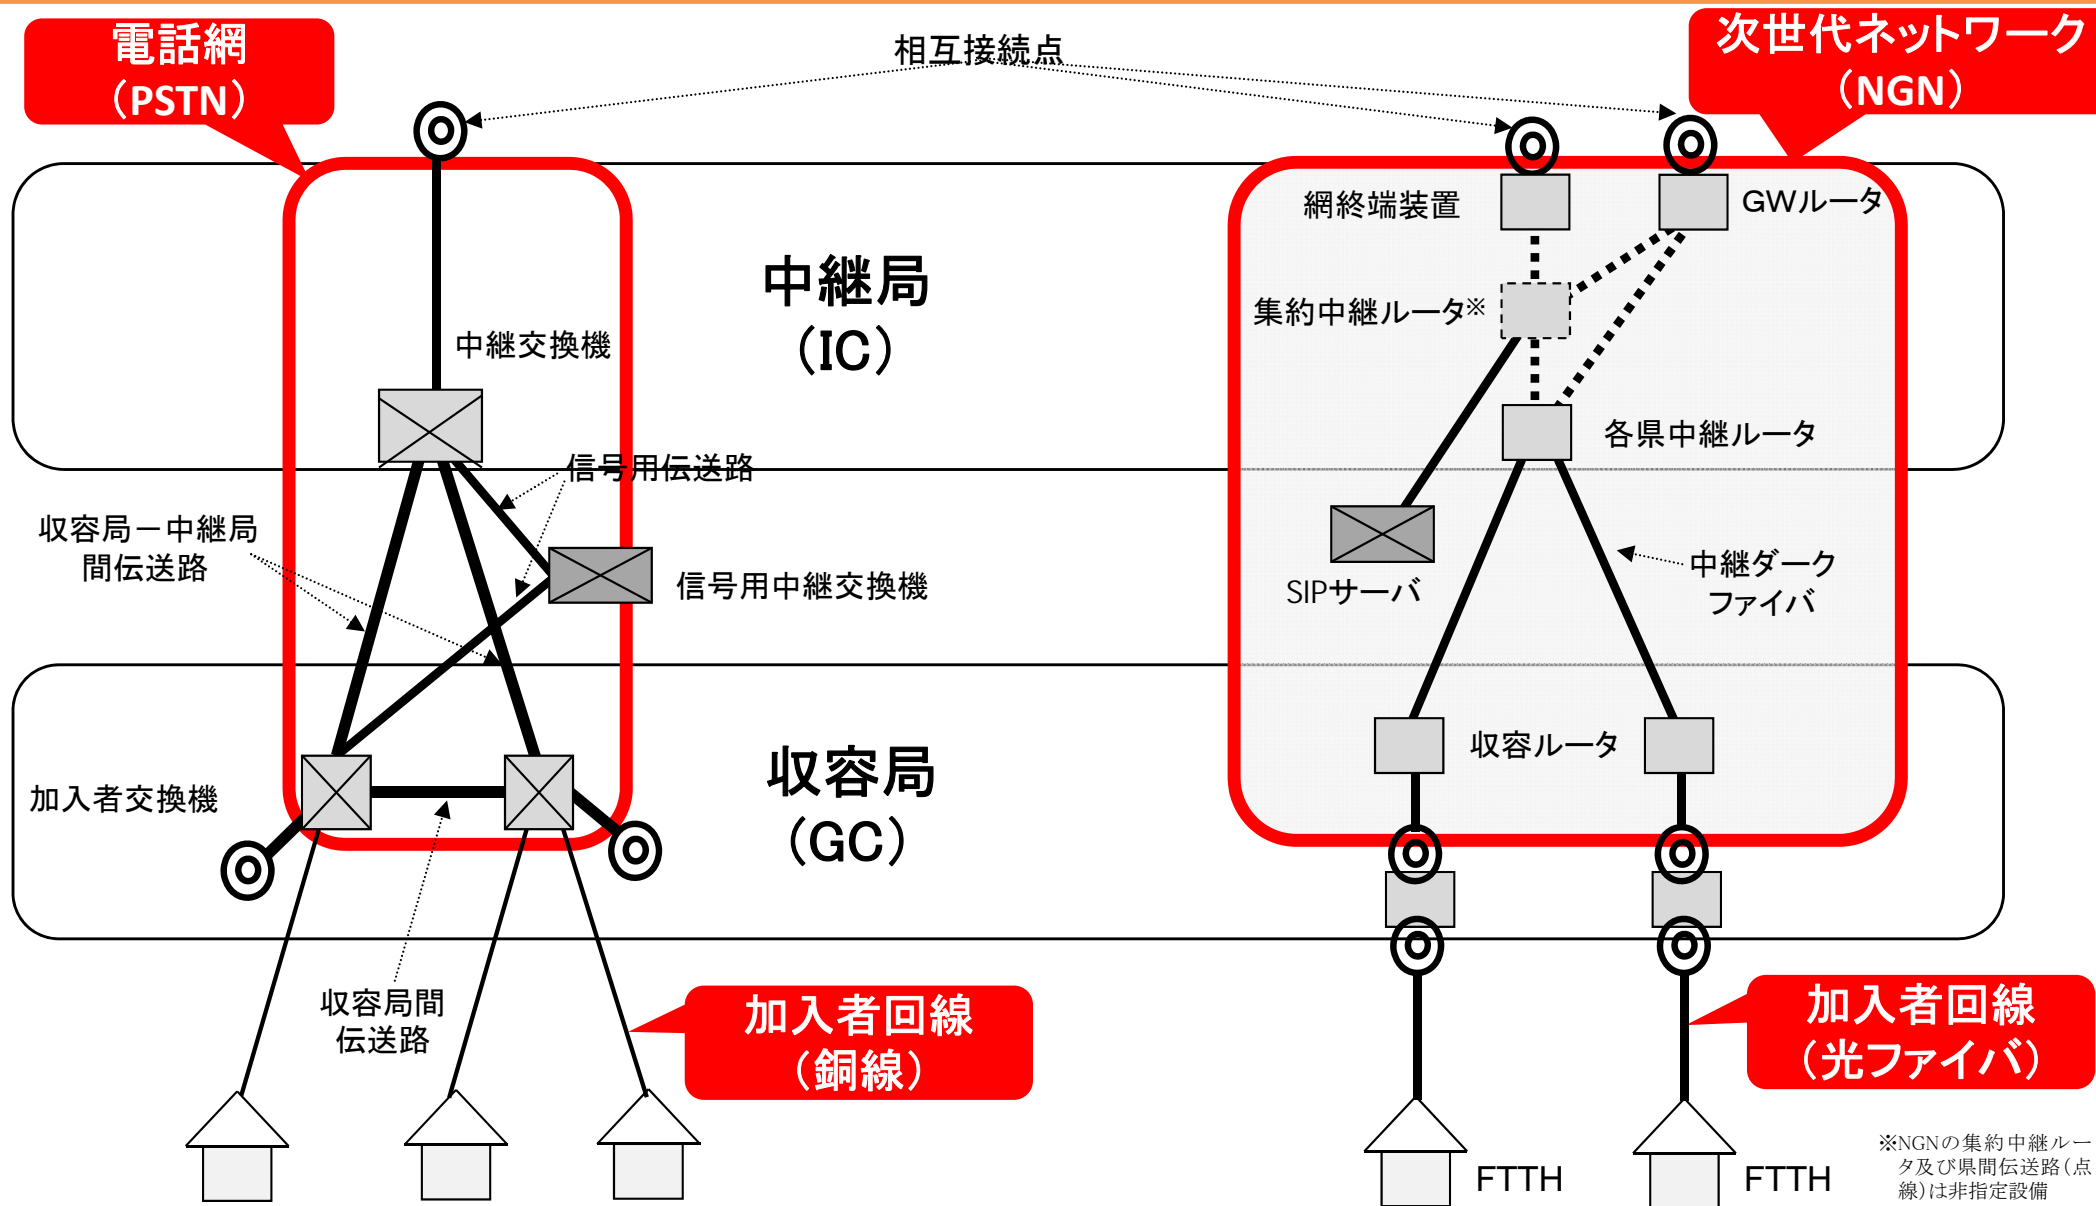 電話網
（PSTN）
相互接続点
次世代ネットワーク
（NGN）
網終端装置
GWルータ
中継局
（IC）
集約中継ルータ※
中継交換機
各県中継ルータ
信号用伝送路
収容局－中継局
間伝送路
信号用中継交換機
SIPサーバ
中継ダーク
ファイバ
加入者交換機
収容局
（GC）
収容ルータ
収容局間
伝送路
加入者回線
（銅線）
加入者回線
（光ファイバ）
FTTH
FTTH
※NGNの集約中継ルー
タ及び県間伝送路（点
線）は非指定設備